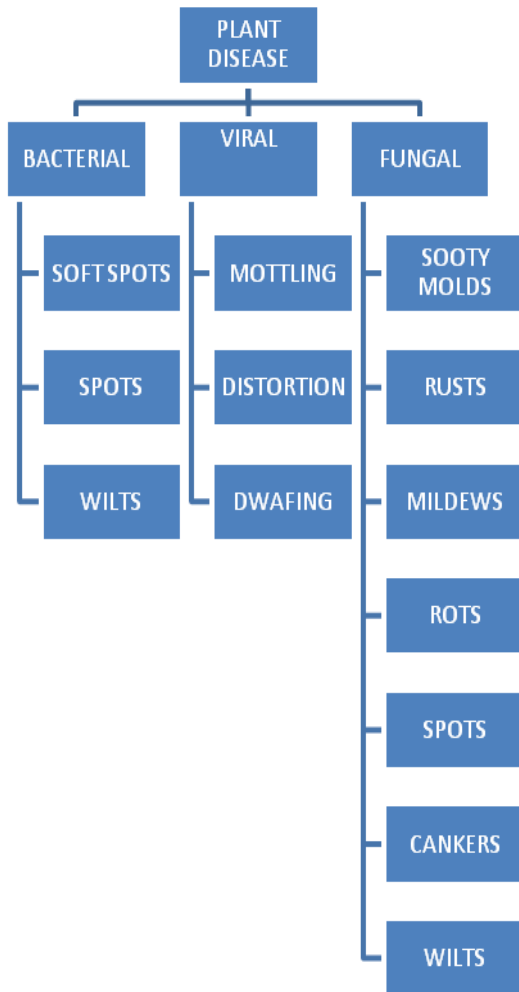 PLANT
DISEASE
BACTERIAL
VIRAL
FUNGAL
SOFT SPOTS
SPOTS
WILTS
MOTTLING
DISTORTION
DWAFING
SOOTY
MOLDS
RUSTS
MILDEWS
ROTS
SPOTS
CANKERS
WILTS